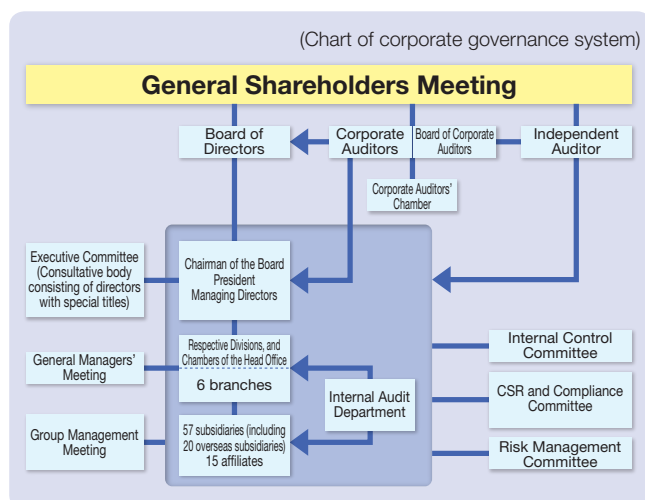 (Chart of corporate governance system)
General Shareholders Meeting
Board of
Directors
Corporate
Auditors
Board of Corporate
Auditors
Independent
Auditor
Corporate Auditors'
Chamber
Executive Committee
(Consultative body
consisting of directors
with special titles)
Chairman of the Board
President
Managing Directors
General Managers'
Meeting
Respective Divisions, and
Chambers of the Head Office
6 branches
Internal Audit
Department
Internal Control
Committee
CSR and Compliance
Committee
Group Management
Meeting
57 subsidiaries (including
20 overseas subsidiaries)
15 affiliates
Risk Management
Committee